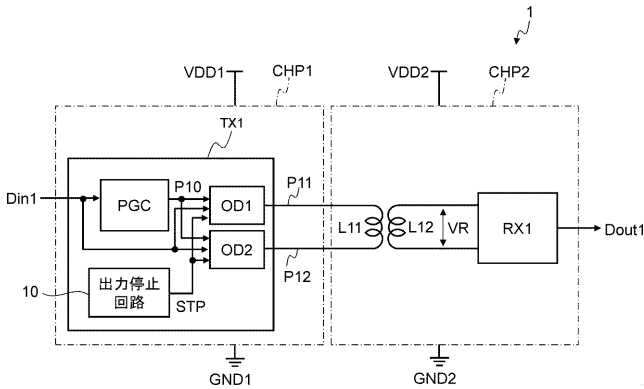 1
VDD1
CHP1
VDD2
CHP2
TX1
Din1
PGC
P10
OD1
OD2
P11
P12
L11
L12
VR
RX1
Dout1
10
出力停止
回路
STP
GND1
GND2